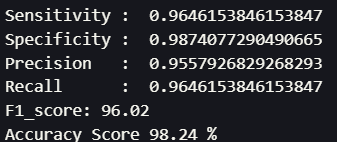 Sensitivity :  0.9646153846153847
Specificity :  0.9874077290490665
Precision   :  0.9557926829268293
Recall      :  0.9646153846153847
F1_score: 96.02
Accuracy Score 98.24 %